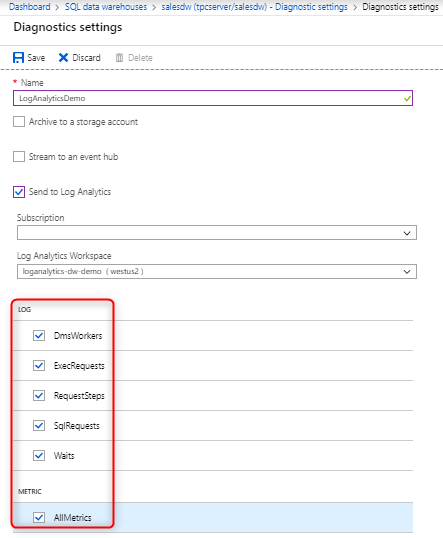 Dashboard > SQL data warehouses > salesdw (tpcserver/salesdw) - Diagnostic settings > Diagnostics settings
Diagnostics settings
Save Discard Delete
* Name
LogAnalyticsDemo
Archive to a storage account
Stream to an event hub
Send to Log Analytics
Subscription
Log Analytics Workspace
loganalytics-dw-demo ( westus2 )
LOG
DmsWorkers
ExecRequests
RequestSteps
SqlRequests
Waits
METRIC
AllMetrics